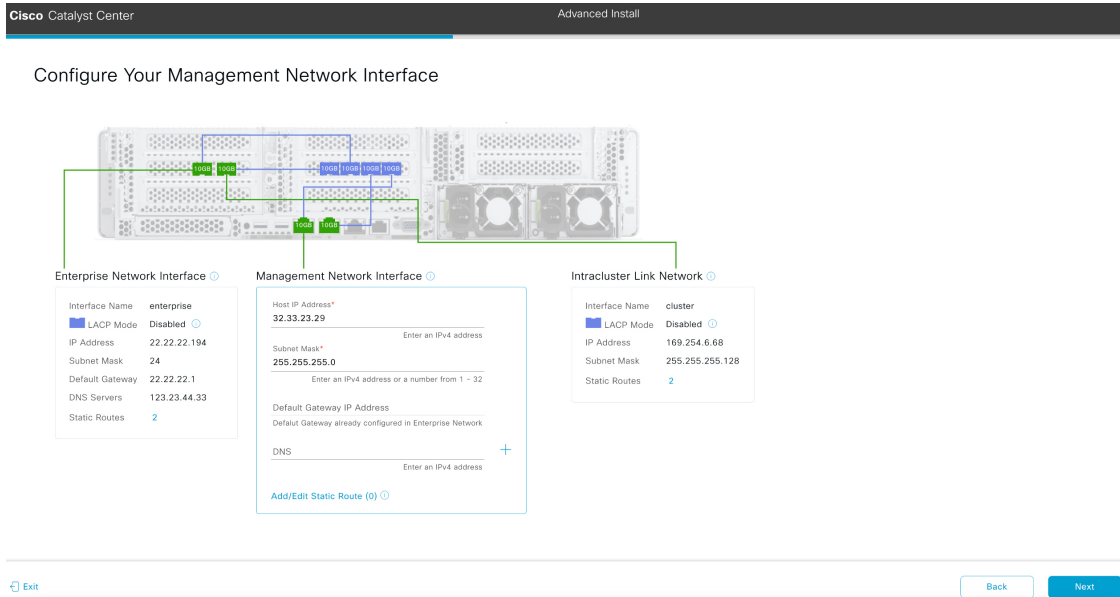 Cisco Catalyst Center
Advanced Install
Configure Your Management Network Interface
10GB 10GB
10GB 10GB 10GB 10GB
10GB 10GB
Enterprise Network Interface
Interface Name enterprise
LACP Mode Disabled
IP Address 22.22.22.194
Subnet Mask 24
Default Gateway 22.22.22.1
DNS Servers 123.23.44.33
Static Routes 2
Management Network Interface
Host IP Address*
32.33.23.29
Enter an IPv4 address
Subnet Mask*
255.255.255.0
Enter an IPv4 address or a number from 1 - 32
Default Gateway IP Address
Defalut Gateway already configured in Enterprise Network
DNS
Enter an IPv4 address
Add/Edit Static Route (0)
Intracluster Link Network
Interface Name cluster
LACP Mode Disabled
IP Address 169.254.6.68
Subnet Mask 255.255.255.128
Static Routes 2
Exit
Back
Next